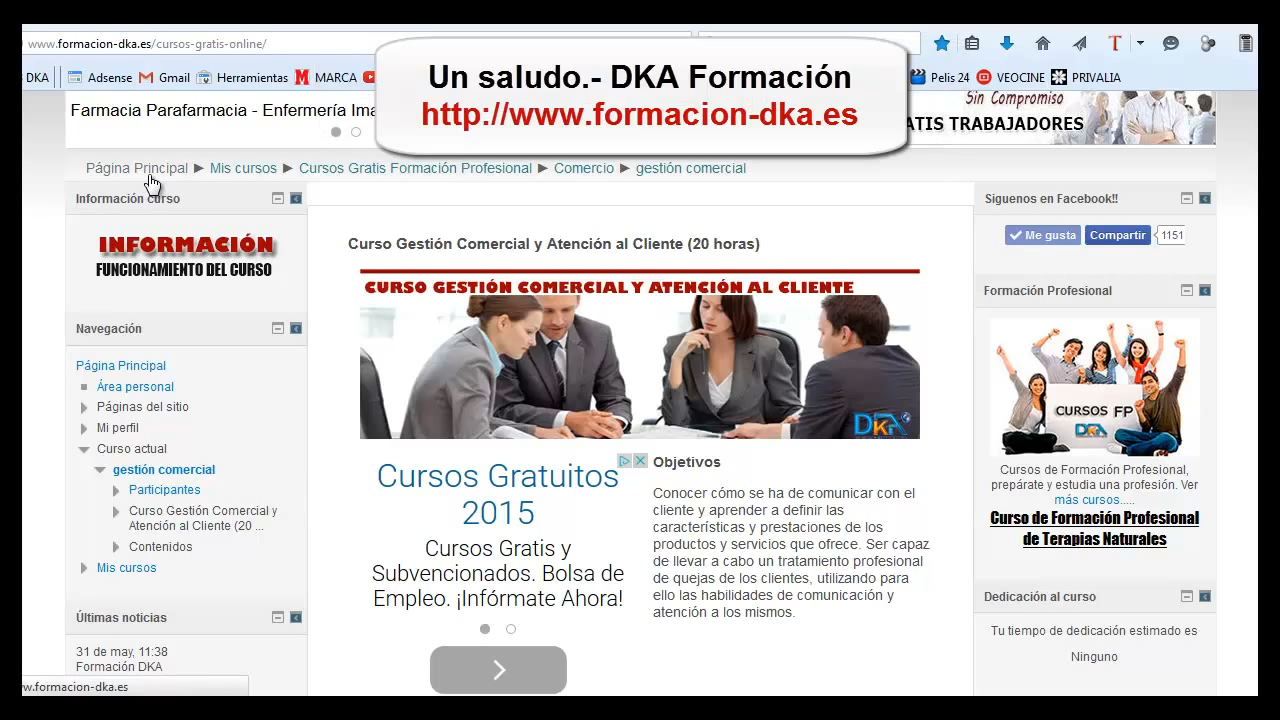 www.formacion-dka.es/cursos-gratis-online/
Un saludo.- DKA Formación
http://www.formacion-dka.es
DKA
Adsense
Gmail
Herramientas
MARCA
Pelis 24
VEOCINE
PRIVALIA
Farmacia Parafarmacia - Enfermería Ima
Sin Compromiso
ATIS TRABAJADORES
Página Principal ► Mis cursos ► Cursos Gratis Formación Profesional ► Comercio ► gestión comercial
Información curso
INFORMACIÓN
FUNCIONAMIENTO DEL CURSO
Navegación
Página Principal
Área personal
Páginas del sitio
Mi perfil
Curso actual
gestión comercial
Participantes
Curso Gestión Comercial y
Atención al Cliente (20 ...
Contenidos
Mis cursos
Últimas noticias
31 de may, 11:38
Formación DKA
w.formacion-dka.es
Curso Gestión Comercial y Atención al Cliente (20 horas)
CURSO GESTIÓN COMERCIAL Y ATENCIÓN AL CLIENTE
DKA
Cursos Gratuitos
2015
Cursos Gratis y
Subvencionados. Bolsa de
Empleo. ¡Infórmate Ahora!
Objetivos
Conocer cómo se ha de comunicar con el
cliente y aprender a definir las
características y prestaciones de los
productos y servicios que ofrece. Ser capaz
de llevar a cabo un tratamiento profesional
de quejas de los clientes, utilizando para
ello las habilidades de comunicación y
atención a los mismos.
Siguenos en Facebook!!
Me gusta
Compartir
1151
Formación Profesional
CURSOS FP
DKA
Cursos de Formación Profesional,
prepárate y estudia una profesión. Ver
más cursos.....
Curso de Formación Profesional
de Terapias Naturales
Dedicación al curso
Tu tiempo de dedicación estimado es
Ninguno